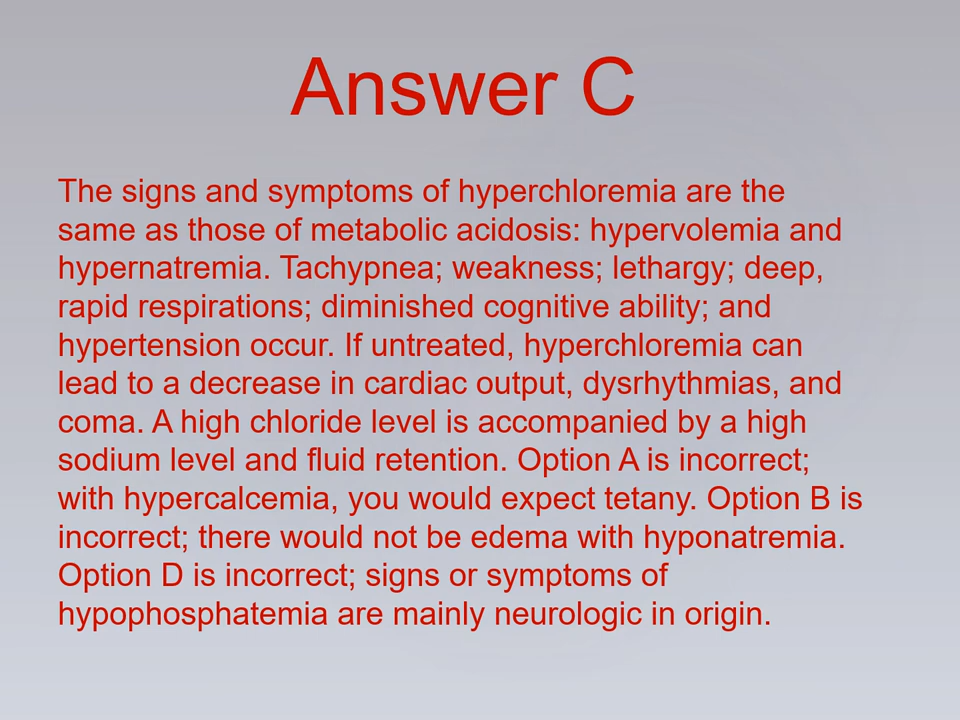 Answer C
The signs and symptoms of hyperchloremia are the
same as those of metabolic acidosis: hypervolemia and
hypernatremia. Tachypnea; weakness; lethargy; deep,
rapid respirations; diminished cognitive ability; and
hypertension occur. If untreated, hyperchloremia can
lead to a decrease in cardiac output, dysrhythmias, and
coma. A high chloride level is accompanied by a high
sodium level and fluid retention. Option A is incorrect;
with hypercalcemia, you would expect tetany. Option B is
incorrect; there would not be edema with hyponatremia.
Option D is incorrect; signs or symptoms of
hypophosphatemia are mainly neurologic in origin.